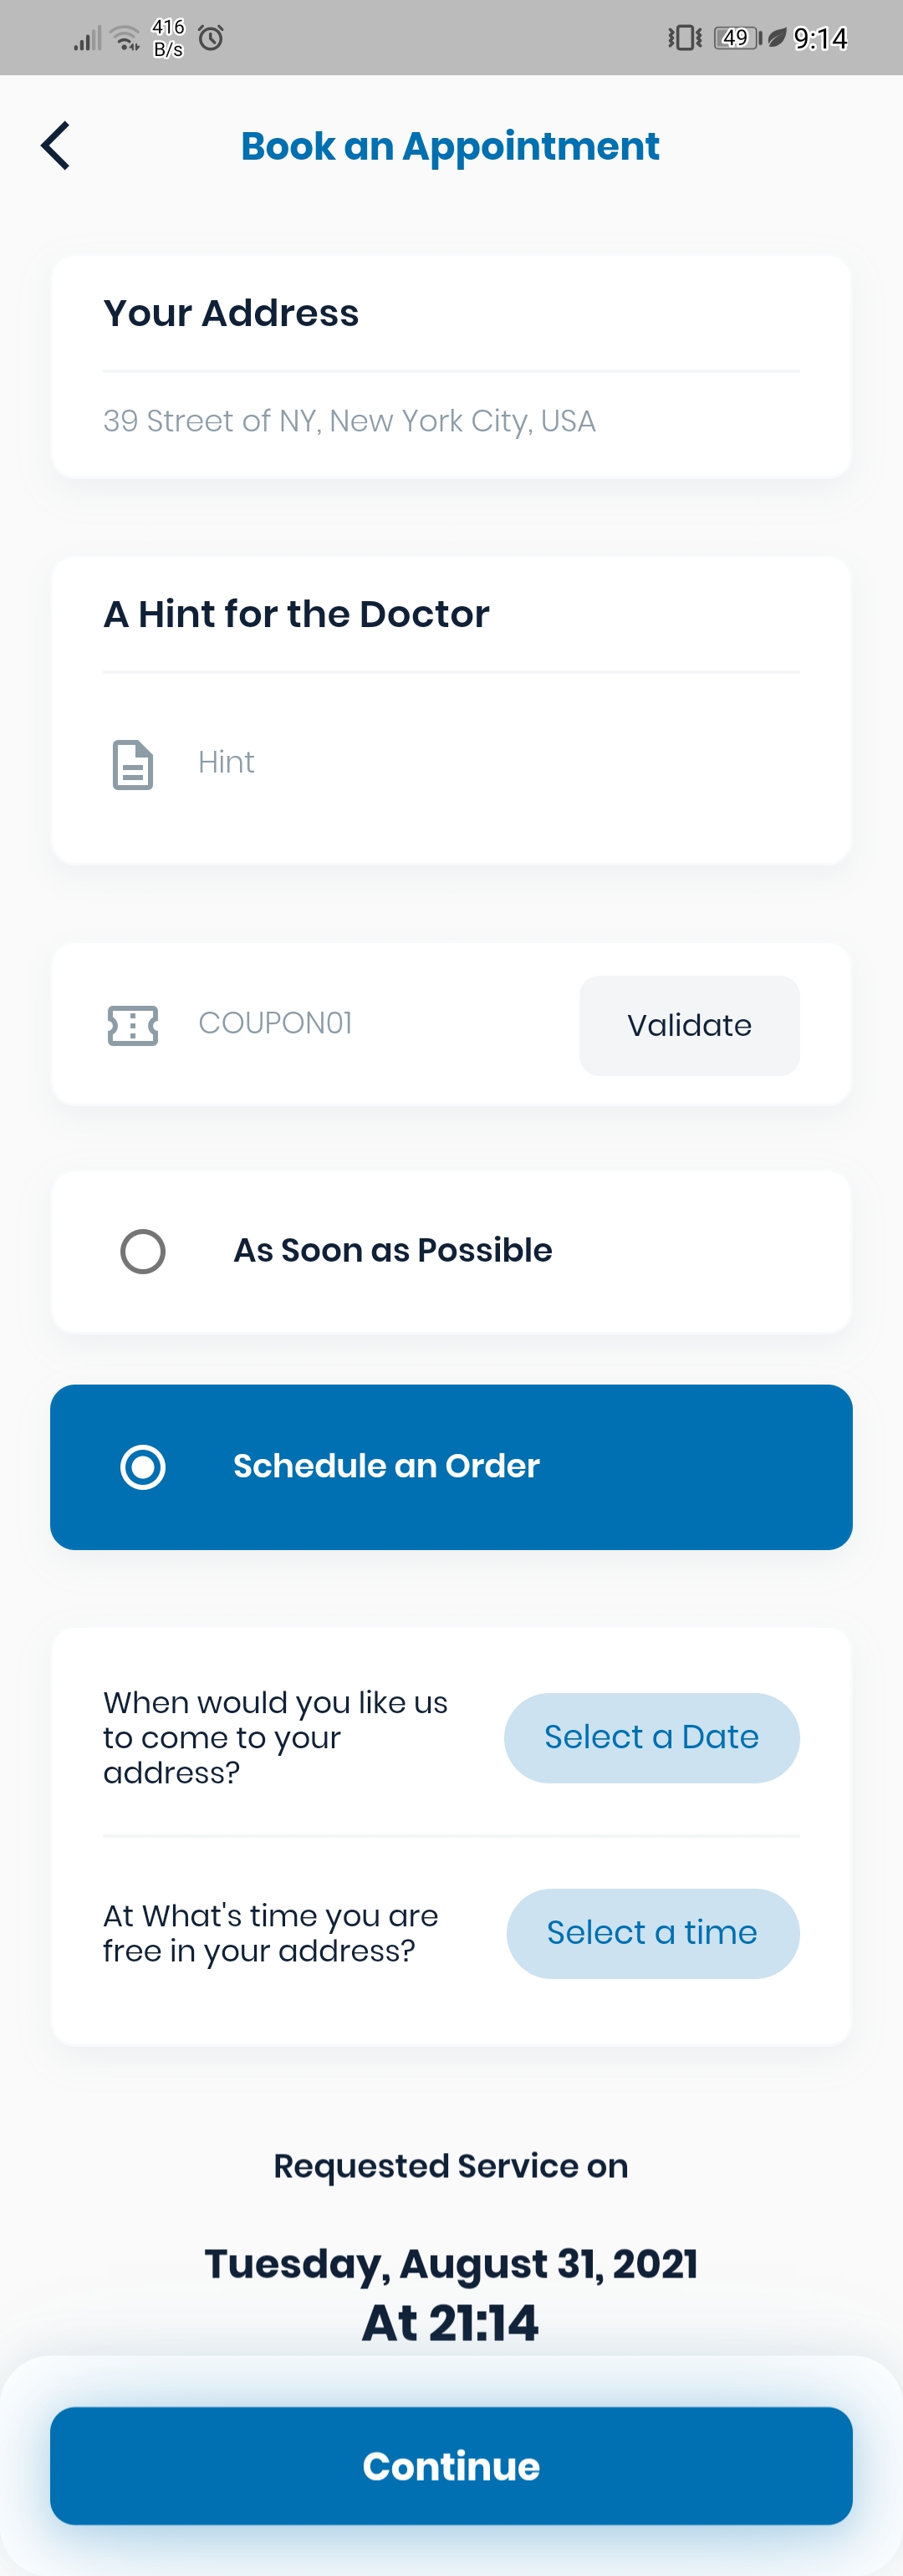 416
B/s
49
9:14
Book an Appointment
Your Address
39 Street of NY, New York City, USA
A Hint for the Doctor
Hint
COUPON01
Validate
As Soon as Possible
Schedule an Order
When would you like us
to come to your
address?
Select a Date
At What's time you are
free in your address?
Select a time
Requested Service on
Tuesday, August 31, 2021
At 21:14
Continue